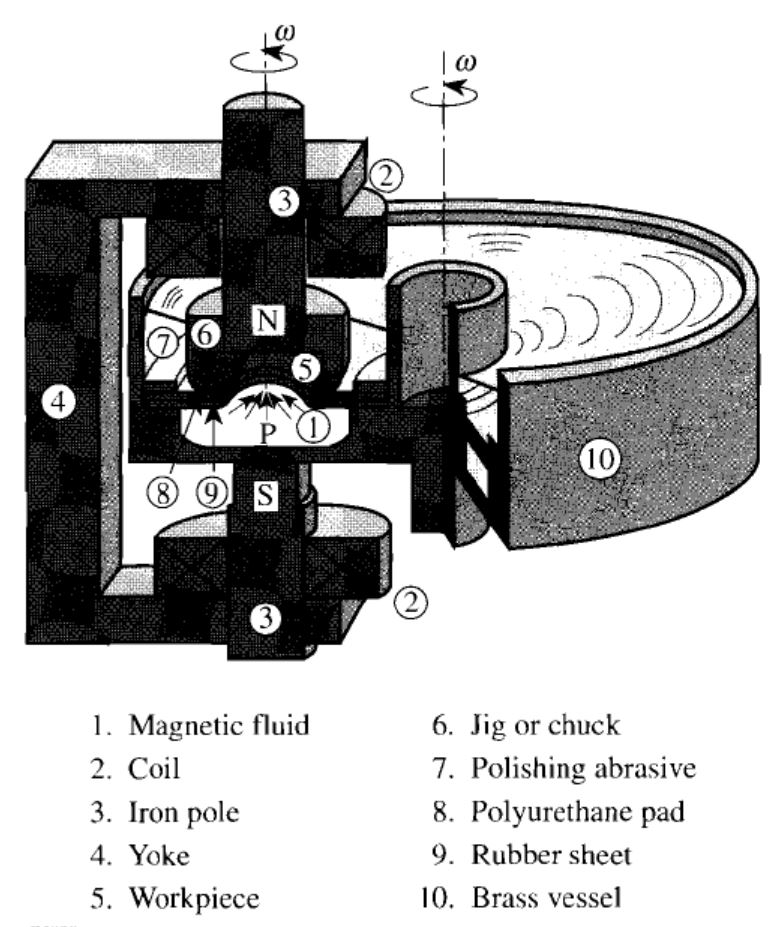 ω
ω
2
3
N
6
7
5
4
P
1
10
8
9
S
2
3
1. Magnetic fluid
2. Coil
3. Iron pole
4. Yoke
5. Workpiece
6. Jig or chuck
7. Polishing abrasive
8. Polyurethane pad
9. Rubber sheet
10. Brass vessel